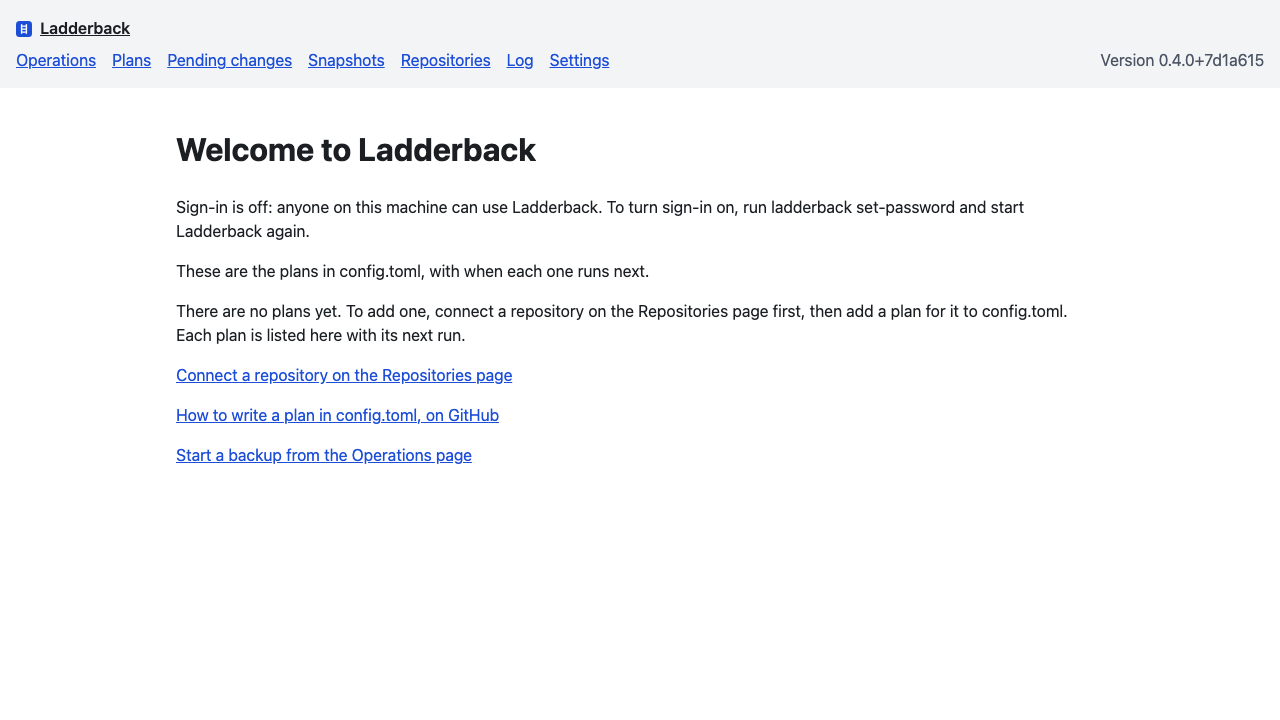 Ladderback
Operations Plans Pending changes Snapshots Repositories Log Settings Version 0.4.0+7d1a615
Welcome to Ladderback
Sign-in is off: anyone on this machine can use Ladderback. To turn sign-in on, run ladderback set-password and start
Ladderback again.
These are the plans in config.toml, with when each one runs next.
There are no plans yet. To add one, connect a repository on the Repositories page first, then add a plan for it to config.toml.
Each plan is listed here with its next run.
Connect a repository on the Repositories page
How to write a plan in config.toml, on GitHub
Start a backup from the Operations page